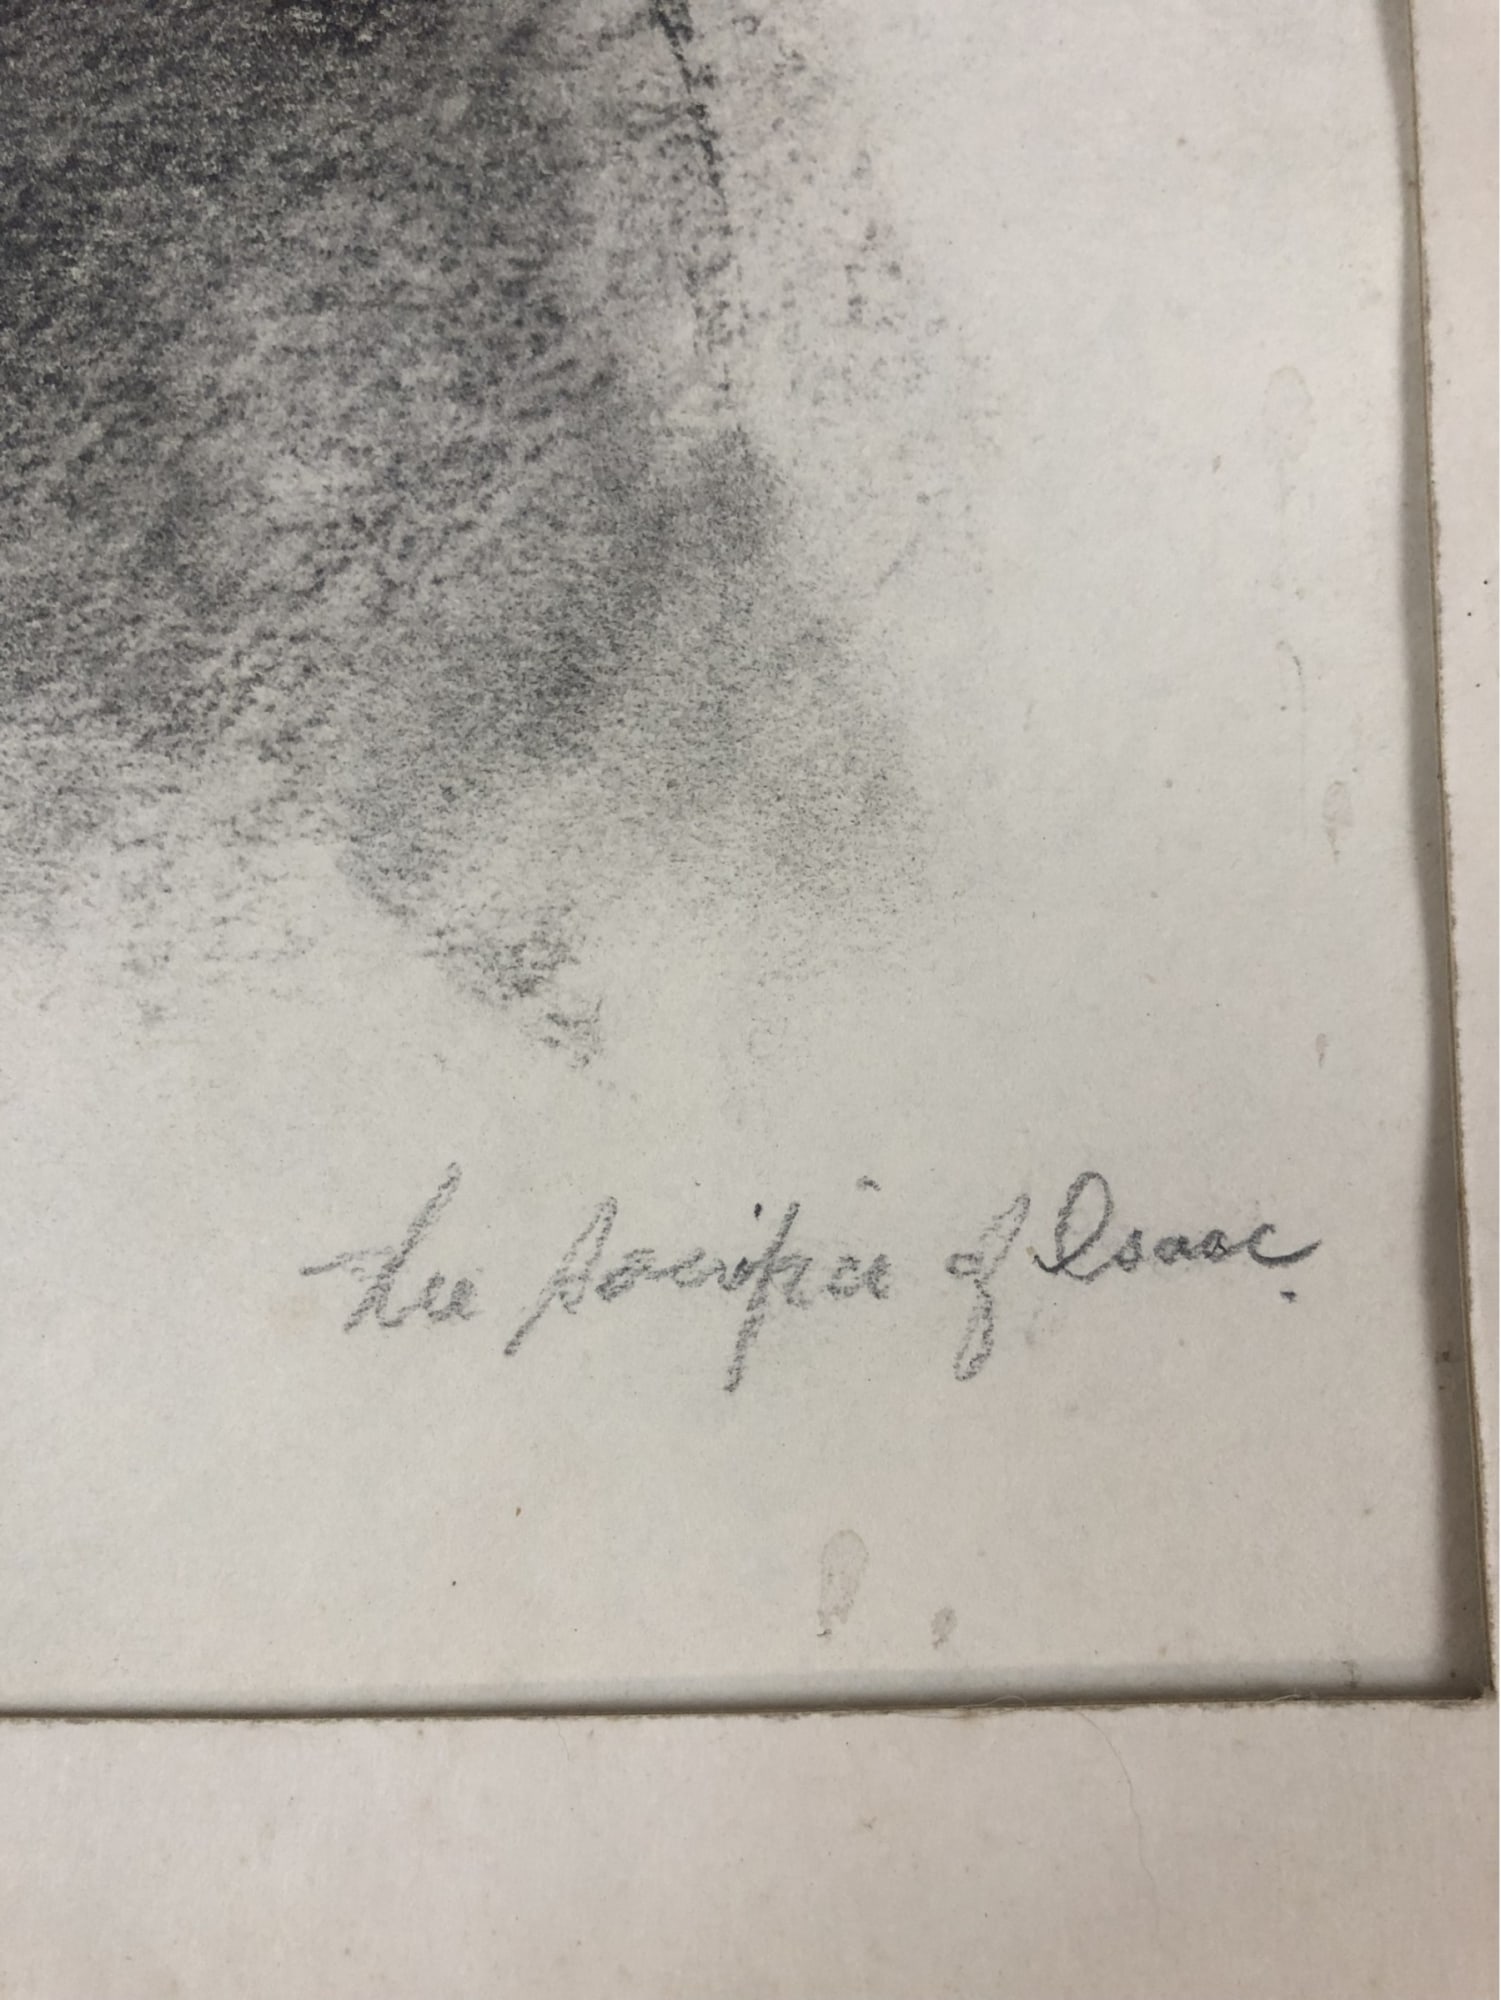 The Sacrifice of Isaac.